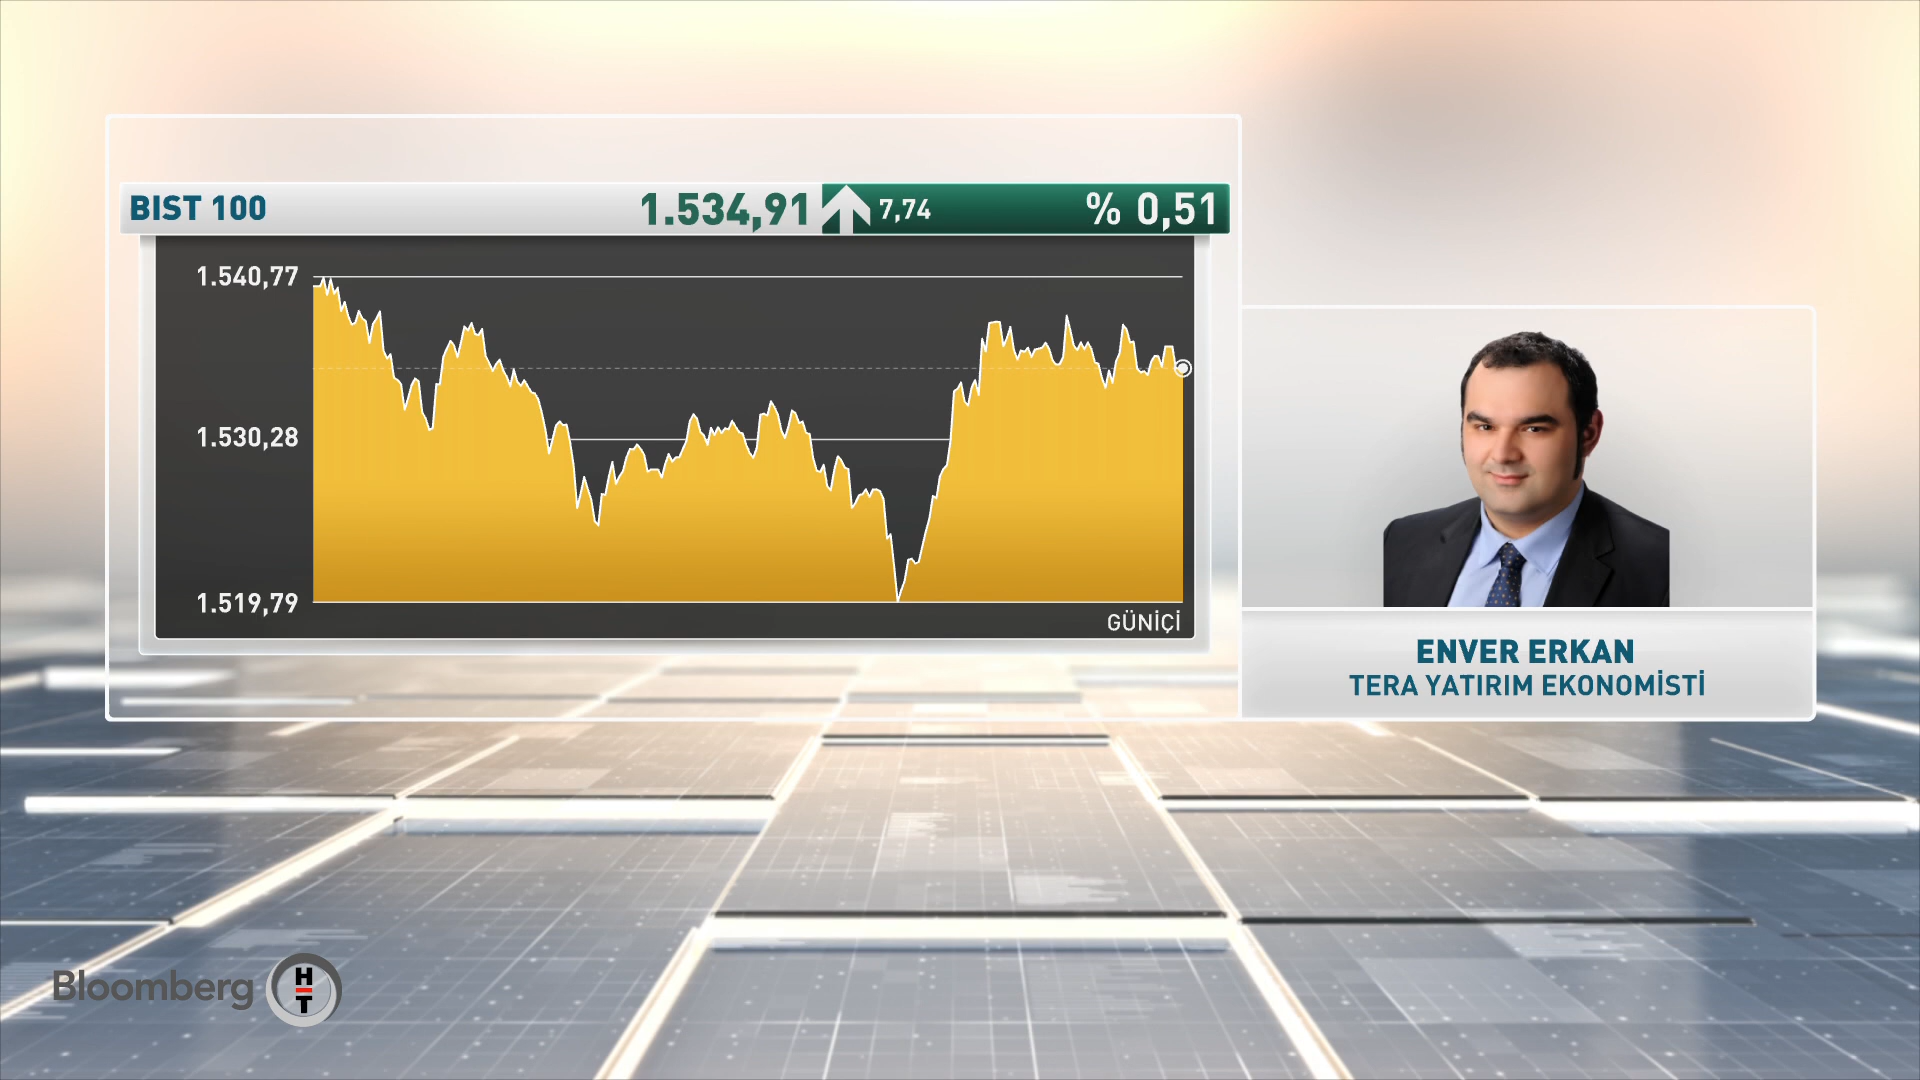 BIST 100 1.534,91 7,74 % 0,51
1.540,77
1.530,28
1.519,79
GÜNİÇİ
ENVER ERKAN
TERA YATIRIM EKONOMİSTİ
Bloomberg HT